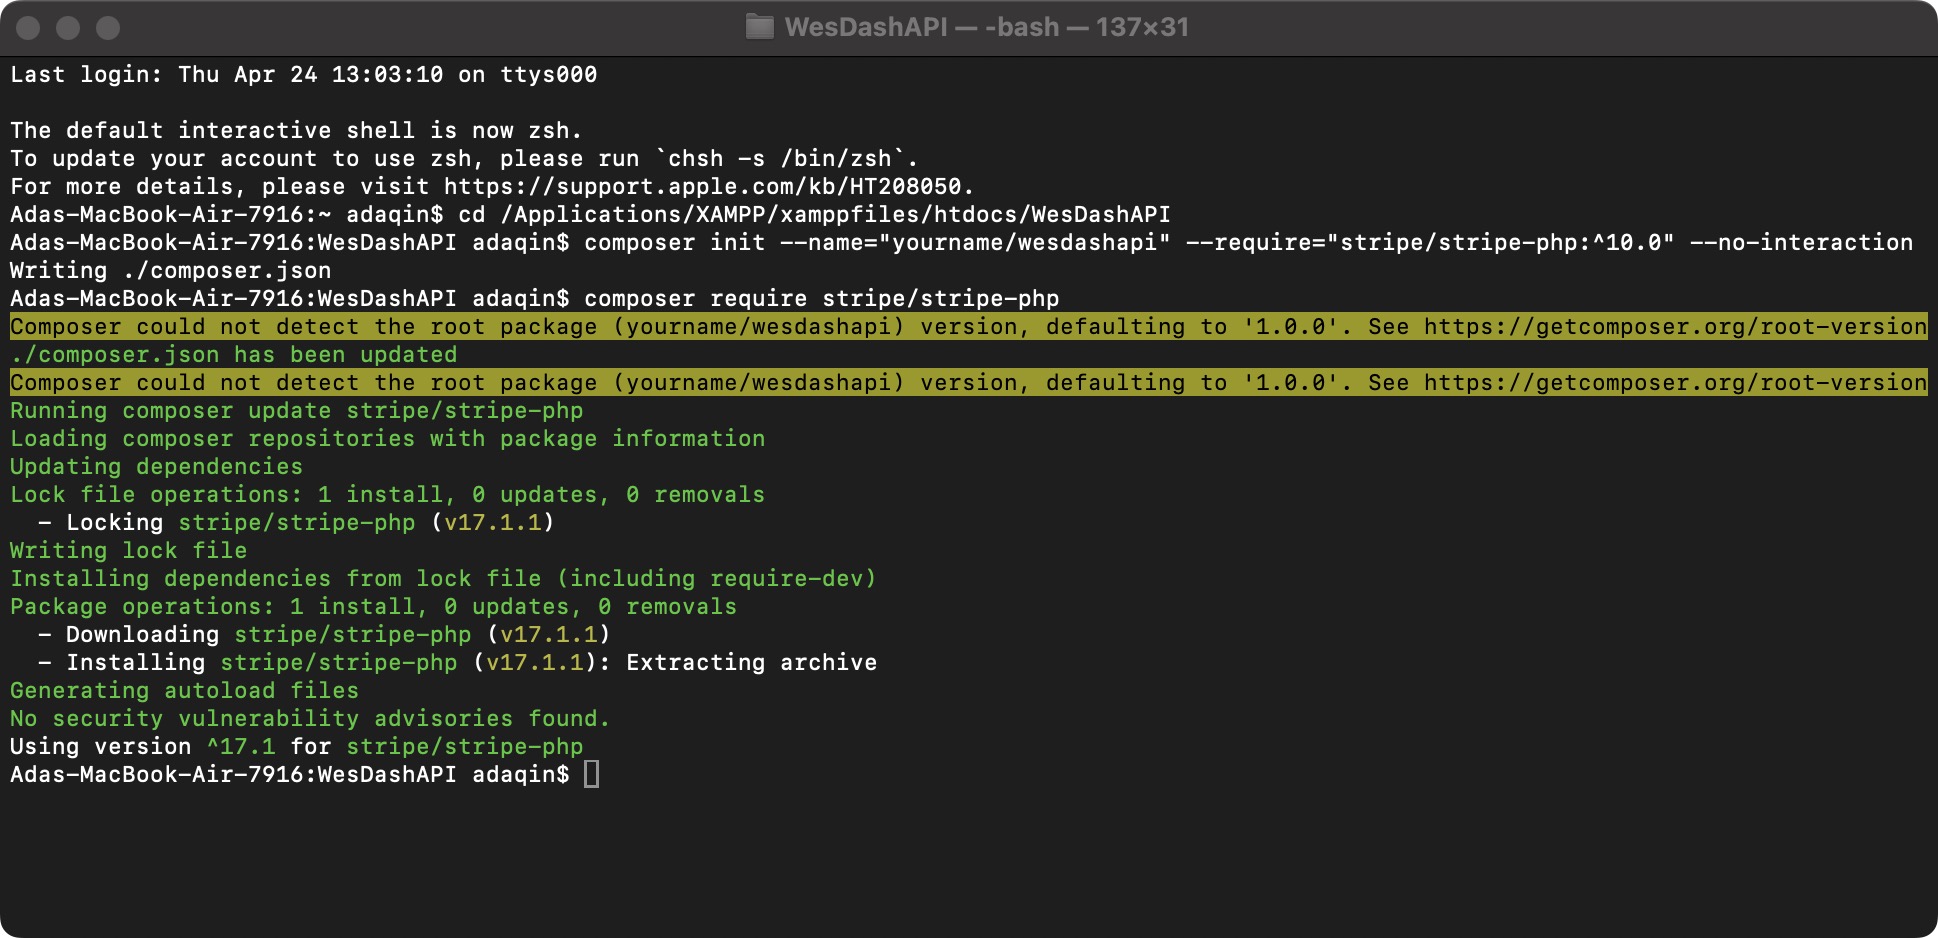 WesDashAPI — -bash — 137×31
Last login: Thu Apr 24 13:03:10 on ttys000
The default interactive shell is now zsh.
To update your account to use zsh, please run `chsh -s /bin/zsh`.
For more details, please visit https://support.apple.com/kb/HT208050.
Adas-MacBook-Air-7916:~ adaqin$ cd /Applications/XAMPP/xamppfiles/htdocs/WesDashAPI
Adas-MacBook-Air-7916:WesDashAPI adaqin$ composer init --name="yourname/wesdashapi" --require="stripe/stripe-php:^10.0" --no-interaction
Writing ./composer.json
Adas-MacBook-Air-7916:WesDashAPI adaqin$ composer require stripe/stripe-php
Composer could not detect the root package (yourname/wesdashapi) version, defaulting to '1.0.0'. See https://getcomposer.org/root-version
./composer.json has been updated
Composer could not detect the root package (yourname/wesdashapi) version, defaulting to '1.0.0'. See https://getcomposer.org/root-version
Running composer update stripe/stripe-php
Loading composer repositories with package information
Updating dependencies
Lock file operations: 1 install, 0 updates, 0 removals
  - Locking stripe/stripe-php (v17.1.1)
Writing lock file
Installing dependencies from lock file (including require-dev)
Package operations: 1 install, 0 updates, 0 removals
  - Downloading stripe/stripe-php (v17.1.1)
  - Installing stripe/stripe-php (v17.1.1): Extracting archive
Generating autoload files
No security vulnerability advisories found.
Using version ^17.1 for stripe/stripe-php
Adas-MacBook-Air-7916:WesDashAPI adaqin$